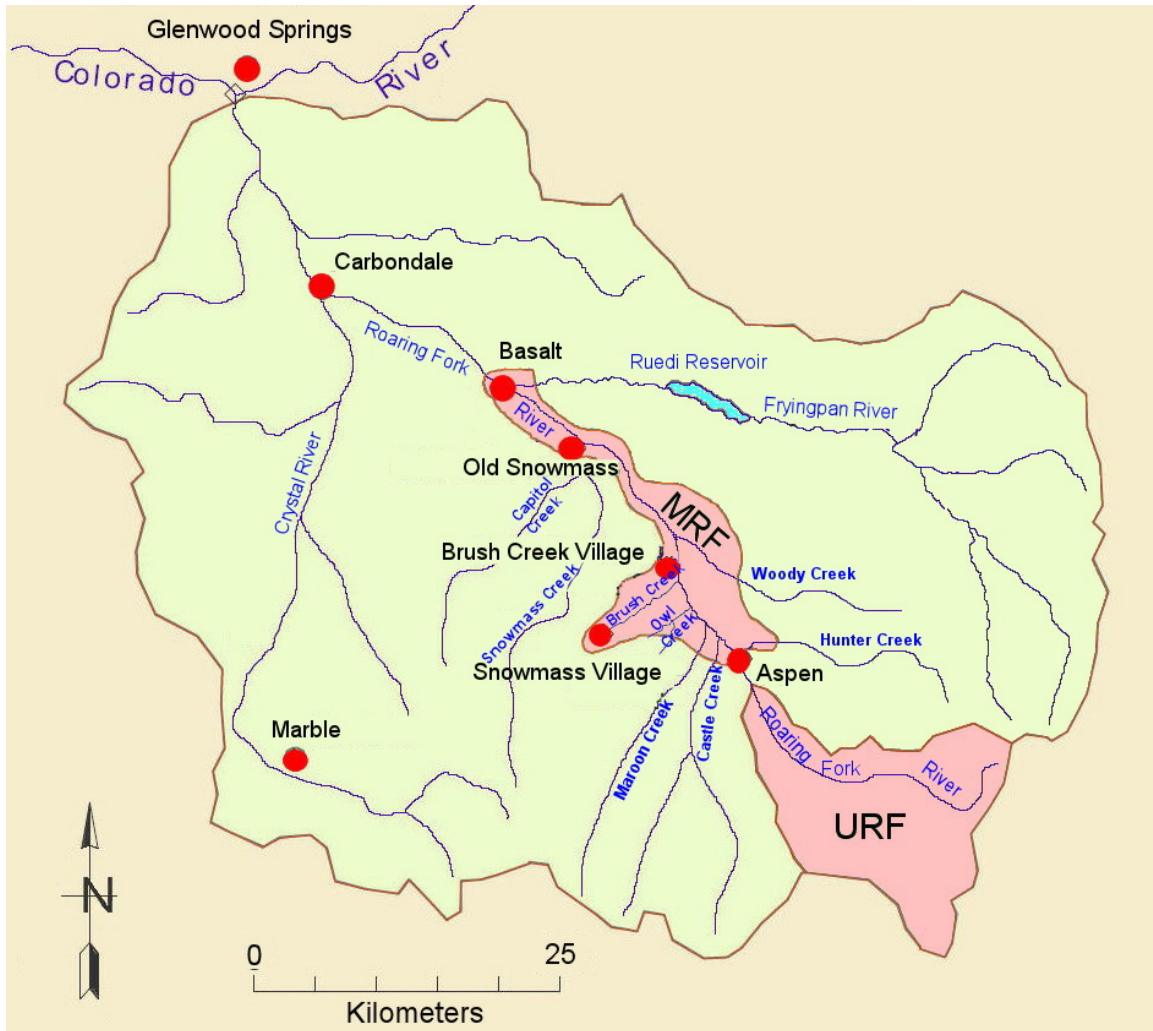 Glenwood Springs
Colorado River
Carbondale
Roaring Fork
River
Basalt
Ruedi Reservoir
Fryingpan River
Old Snowmass
Capitol
Creek
Crystal River
MRF
Brush Creek Village
Woody Creek
Brush Creek
Snowmass Creek
Owl
Creek
Hunter Creek
Snowmass Village
Aspen
Maroon Creek
Castle Creek
Marble
Roaring
Fork
River
URF
N
0 25
Kilometers